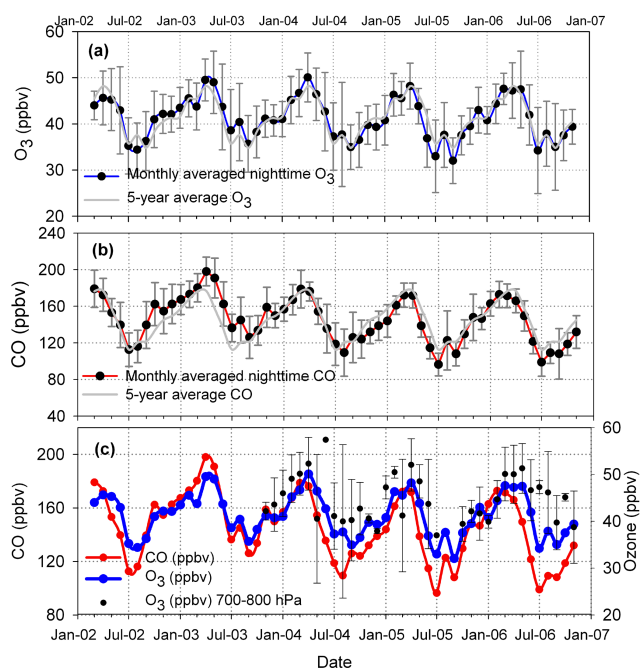 Jan-02 Jul-02 Jan-03 Jul-03 Jan-04 Jul-04 Jan-05 Jul-05 Jan-06 Jul-06 Jan-07
(a)
60
50
40
30
20
O3 (ppbv)
Monthly averaged nighttime O3
5-year average O3
(b)
240
200
160
120
80
40
CO (ppbv)
Monthly averaged nighttime CO
5-year average CO
(c)
200
160
120
80
CO (ppbv)
60
50
40
30
20
Ozone (ppbv)
CO (ppbv)
O3 (ppbv)
O3 (ppbv) 700-800 hPa
Jan-02 Jul-02 Jan-03 Jul-03 Jan-04 Jul-04 Jan-05 Jul-05 Jan-06 Jul-06 Jan-07
Date